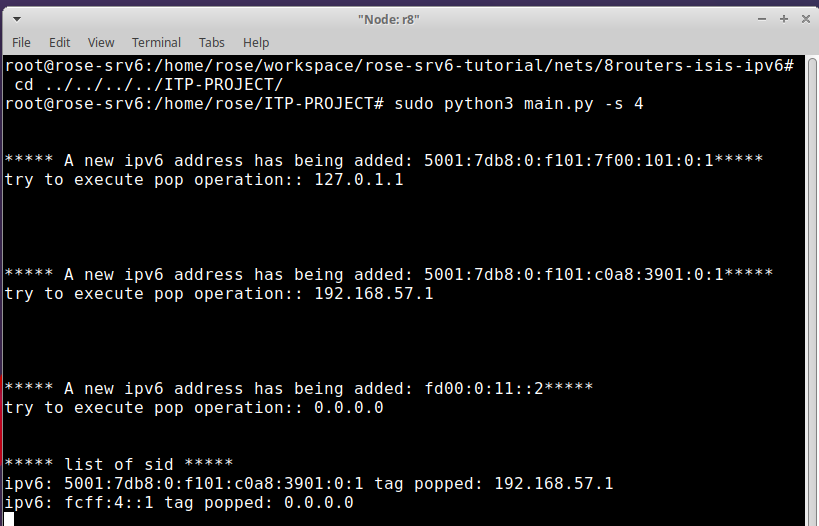 "Node: r8"
File Edit View Terminal Tabs Help
root@rose-srv6:/home/rose/workspace/rose-srv6-tutorial/nets/8routers-isis-ipv6#
cd ../../../../ITP-PROJECT/
root@rose-srv6:/home/rose/ITP-PROJECT# sudo python3 main.py -s 4
***** A new ipv6 address has being added: 5001:7db8:0:f101:7f00:101:0:1*****
try to execute pop operation:: 127.0.1.1
***** A new ipv6 address has being added: 5001:7db8:0:f101:c0a8:3901:0:1*****
try to execute pop operation:: 192.168.57.1
***** A new ipv6 address has being added: fd00:0:11::2*****
try to execute pop operation:: 0.0.0.0
***** list of sid *****
ipv6: 5001:7db8:0:f101:c0a8:3901:0:1 tag popped: 192.168.57.1
ipv6: fcff:4::1 tag popped: 0.0.0.0